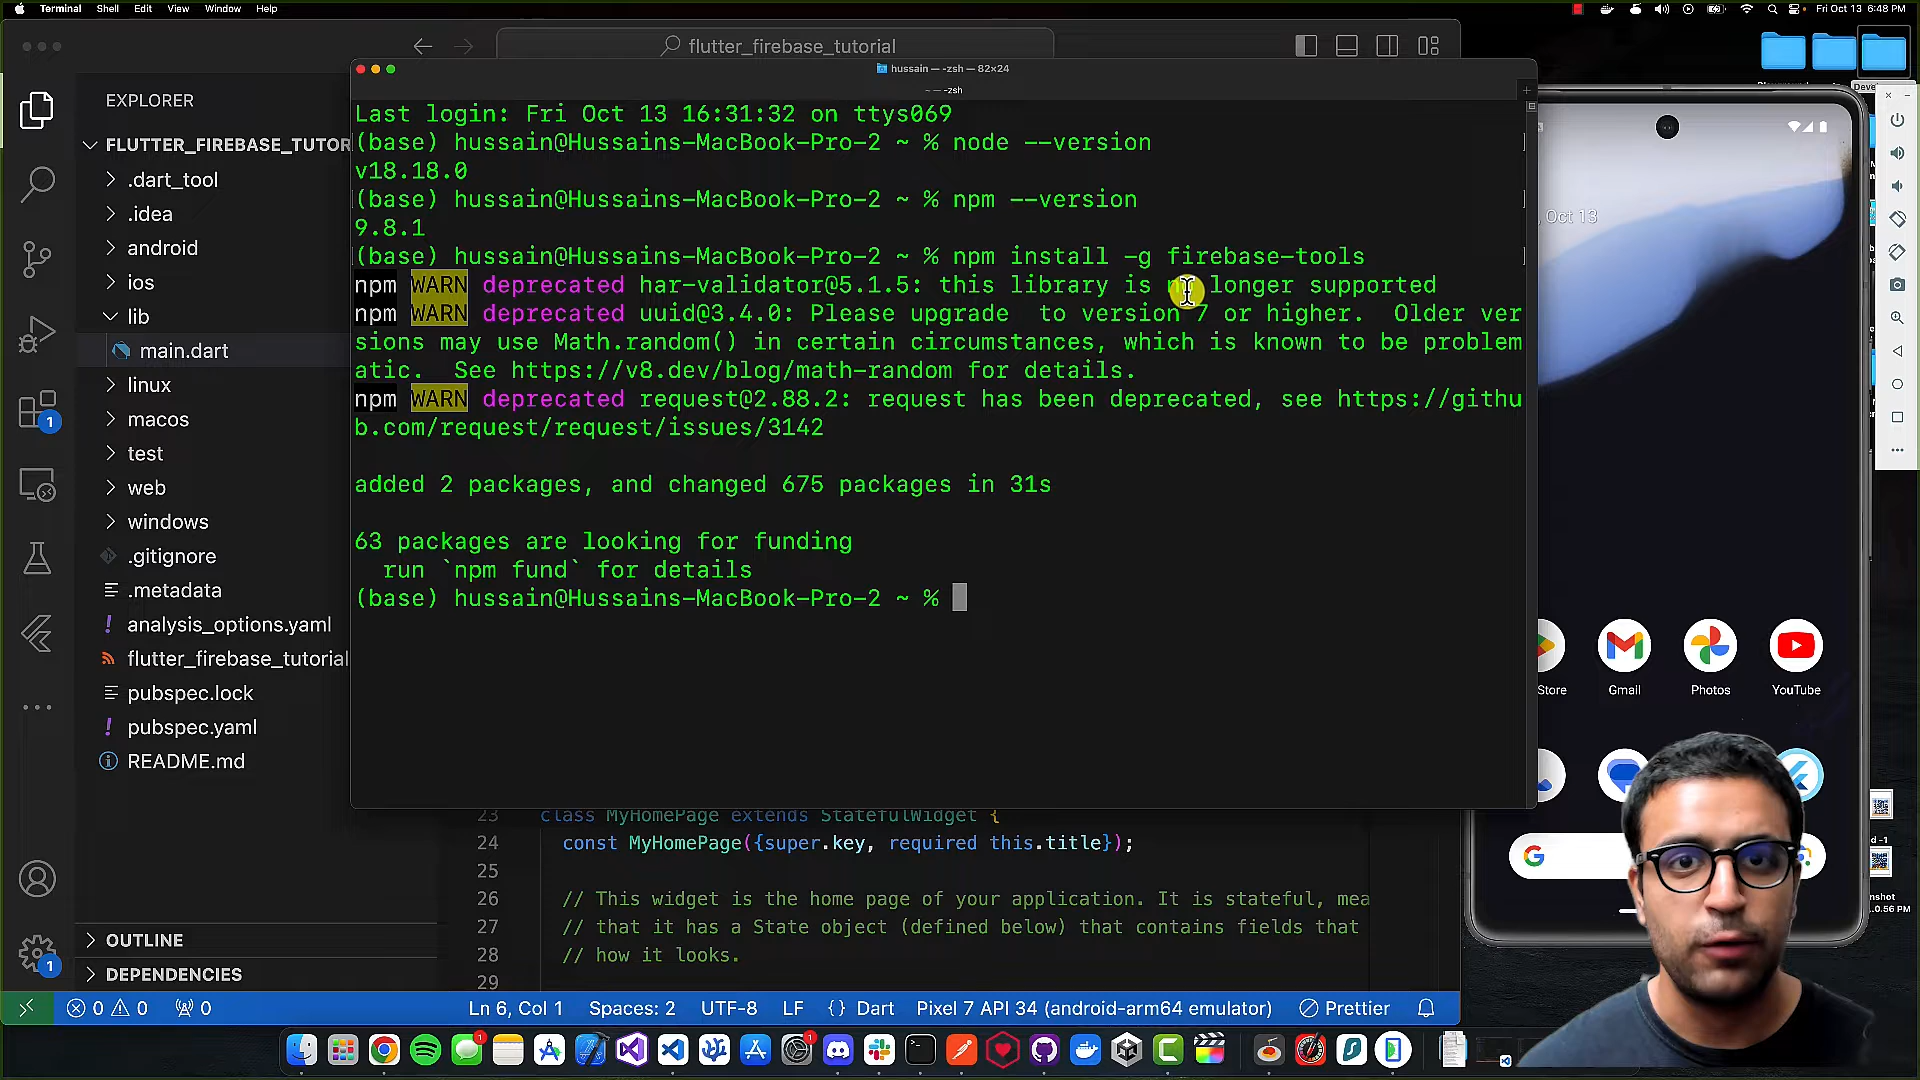 Terminal Shell Edit View Window Help
Fri Oct 13 6:48 PM
flutter_firebase_tutorial
hussain — -zsh — 82×24
~ — -zsh
EXPLORER
FLUTTER_FIREBASE_TUTOR
.dart_tool
.idea
android
ios
lib
main.dart
linux
macos
test
web
windows
.gitignore
.metadata
analysis_options.yaml
flutter_firebase_tutorial
pubspec.lock
pubspec.yaml
README.md
OUTLINE
DEPENDENCIES
Last login: Fri Oct 13 16:31:32 on ttys069
(base) hussain@Hussains-MacBook-Pro-2 ~ % node --version
v18.18.0
(base) hussain@Hussains-MacBook-Pro-2 ~ % npm --version
9.8.1
(base) hussain@Hussains-MacBook-Pro-2 ~ % npm install -g firebase-tools
npm WARN deprecated har-validator@5.1.5: this library is no longer supported
npm WARN deprecated uuid@3.4.0: Please upgrade  to version 7 or higher.  Older ver
sions may use Math.random() in certain circumstances, which is known to be problem
atic.  See https://v8.dev/blog/math-random for details.
npm WARN deprecated request@2.88.2: request has been deprecated, see https://githu
b.com/request/request/issues/3142
added 2 packages, and changed 675 packages in 31s
63 packages are looking for funding
run `npm fund` for details
(base) hussain@Hussains-MacBook-Pro-2 ~ %
23 class MyHomePage extends StatefulWidget {
24 const MyHomePage({super.key, required this.title});
25
26 // This widget is the home page of your application. It is stateful, mea
27 // that it has a State object (defined below) that contains fields that
28 // how it looks.
29
, Oct 13
Store Gmail Photos YouTube
0 0 0 Ln 6, Col 1 Spaces: 2 UTF-8 LF {} Dart Pixel 7 API 34 (android-arm64 emulator) Prettier